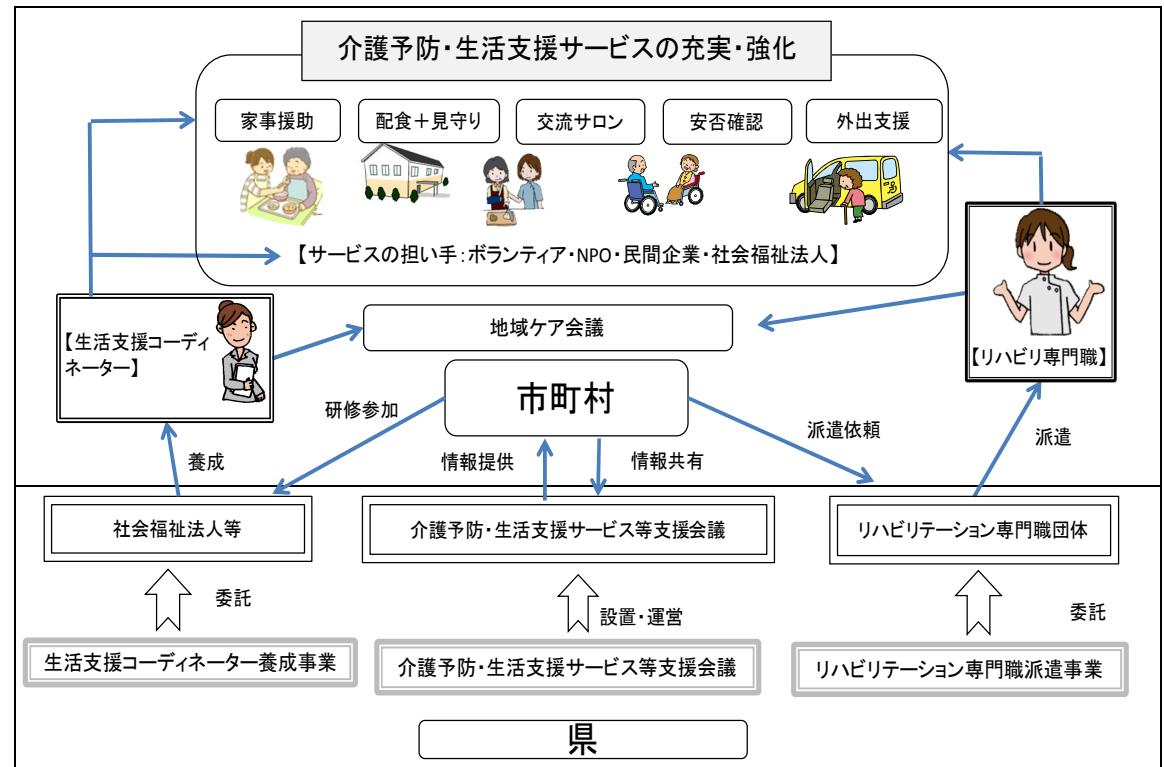 介護予防・生活支援サービスの充実・強化
家事援助
配食＋見守り
交流サロン
安否確認
外出支援
【サービスの担い手：ボランティア・NPO・民間企業・社会福祉法人】
【生活支援コーディ
ネーター】
地域ケア会議
【リハビリ専門職】
市町村
研修参加
派遣依頼
派遣
養成
情報提供
情報共有
社会福祉法人等
介護予防・生活支援サービス等支援会議
リハビリテーション専門職団体
委託
設置・運営
委託
生活支援コーディネーター養成事業
介護予防・生活支援サービス等支援会議
リハビリテーション専門職派遣事業
県